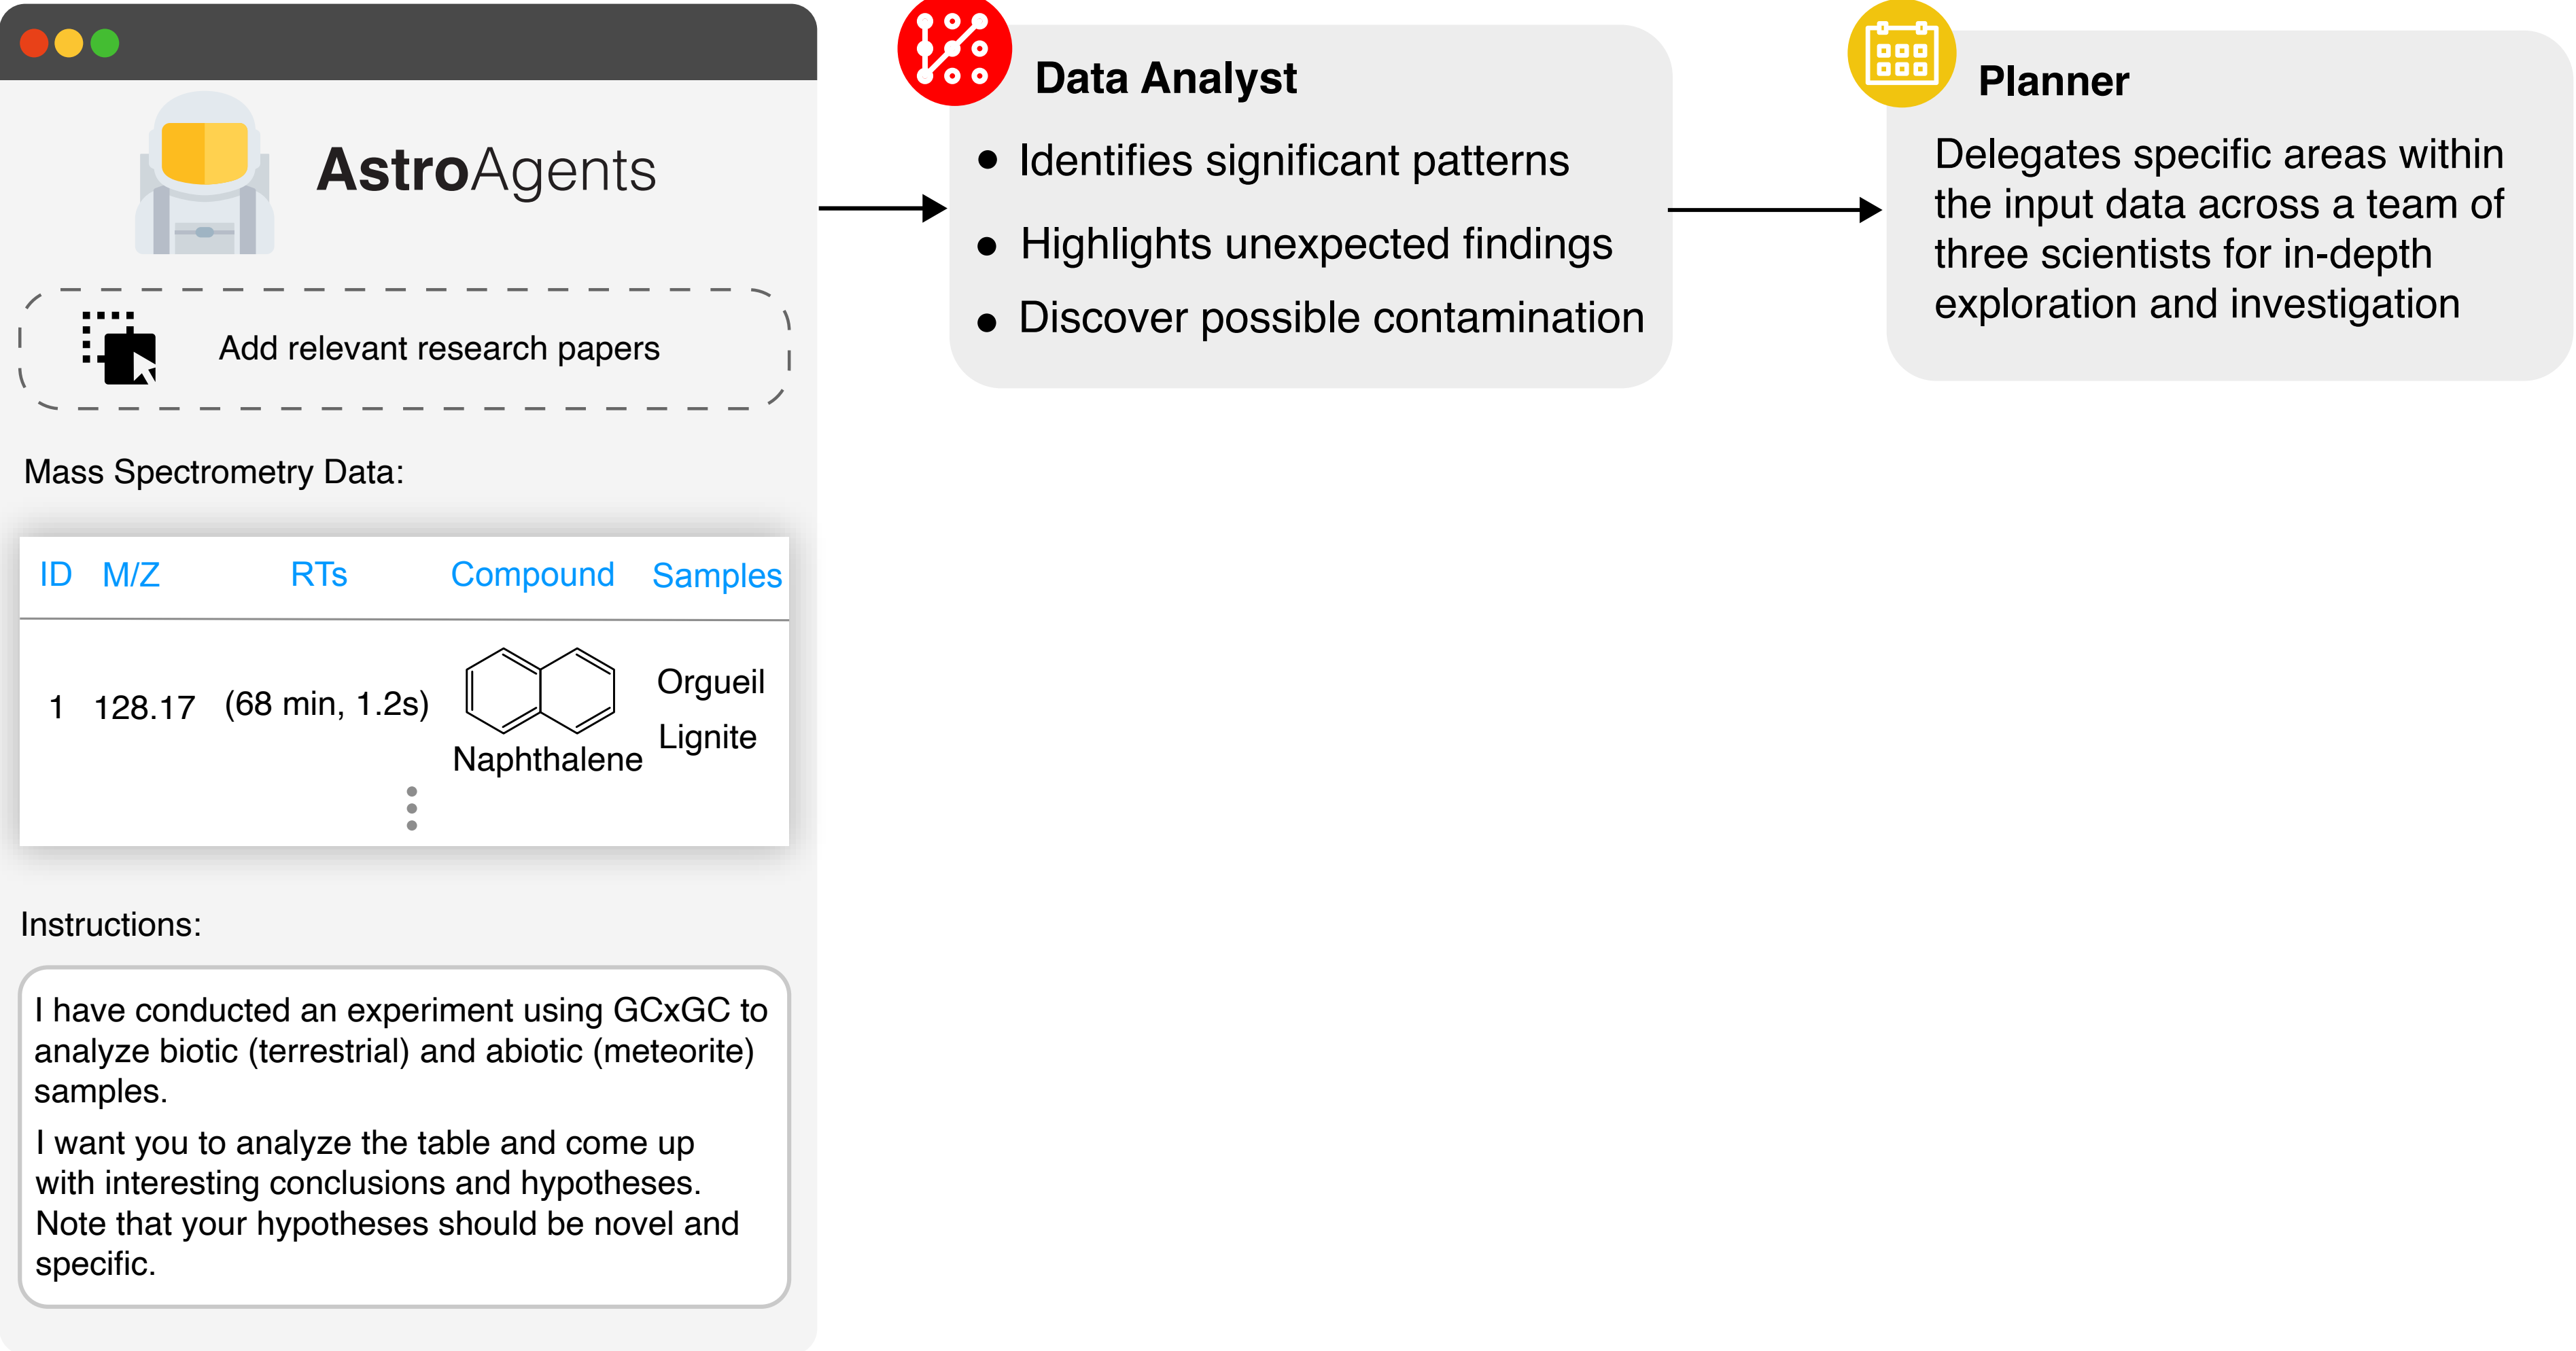 AstroAgents
Add relevant research papers
Mass Spectrometry Data:
ID M/Z RTs Compound Samples
1 128.17 (68 min, 1.2s) Naphthalene Orgueil
Lignite
Instructions:
I have conducted an experiment using GCxGC to
analyze biotic (terrestrial) and abiotic (meteorite)
samples.
I want you to analyze the table and come up
with interesting conclusions and hypotheses.
Note that your hypotheses should be novel and
specific.
Data Analyst
• Identifies significant patterns
• Highlights unexpected findings
• Discover possible contamination
Planner
Delegates specific areas within
the input data across a team of
three scientists for in-depth
exploration and investigation